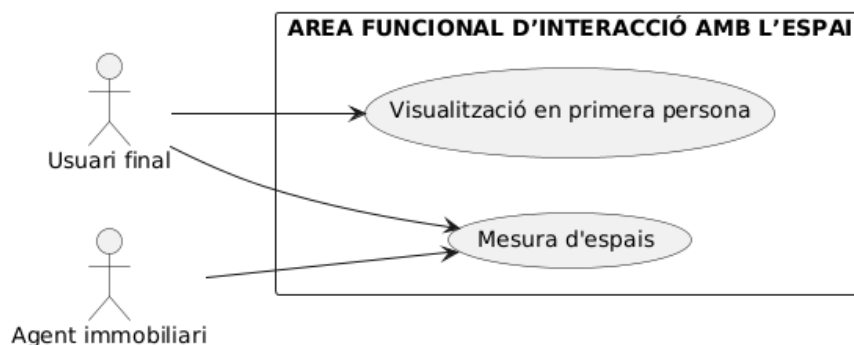 AREA FUNCIONAL D’INTERACCIÓ AMB L’ESPAI
Visualització en primera persona
Usuari final
Mesura d'espais
Agent immobiliari